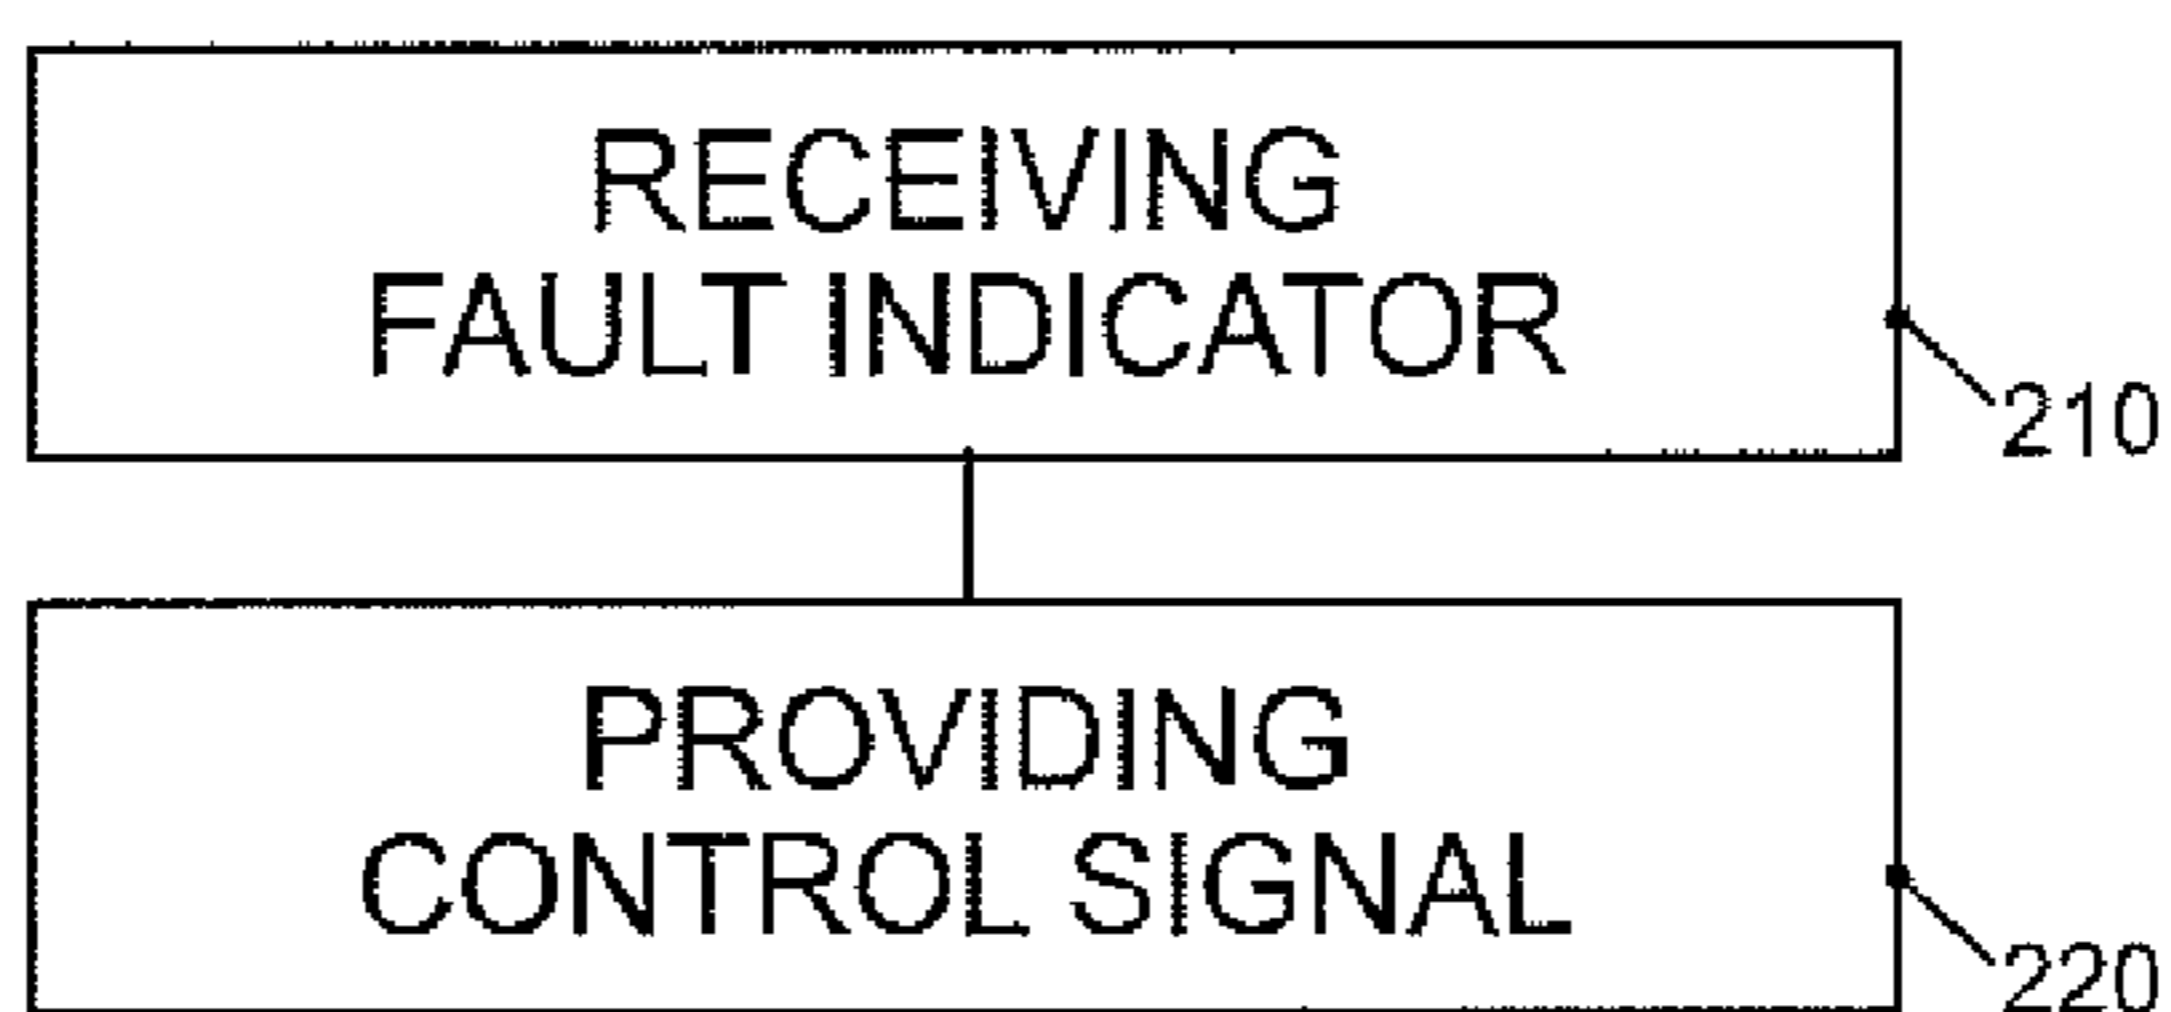 RECEIVING
FAULT INDICATOR
210
PROVIDING
CONTROL SIGNAL
220